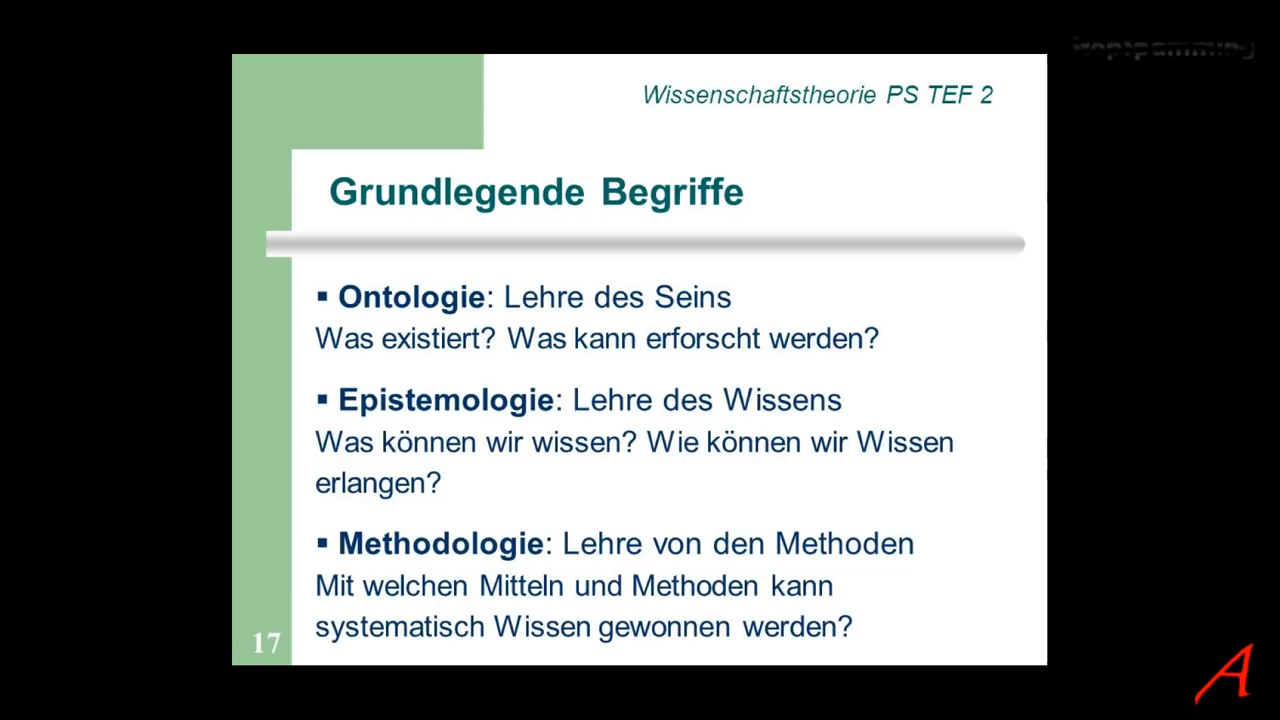 Wissenschaftstheorie PS TEF 2
Grundlegende Begriffe
▪ Ontologie: Lehre des Seins
Was existiert? Was kann erforscht werden?
▪ Epistemologie: Lehre des Wissens
Was können wir wissen? Wie können wir Wissen
erlangen?
▪ Methodologie: Lehre von den Methoden
Mit welchen Mitteln und Methoden kann
systematisch Wissen gewonnen werden?
17
A